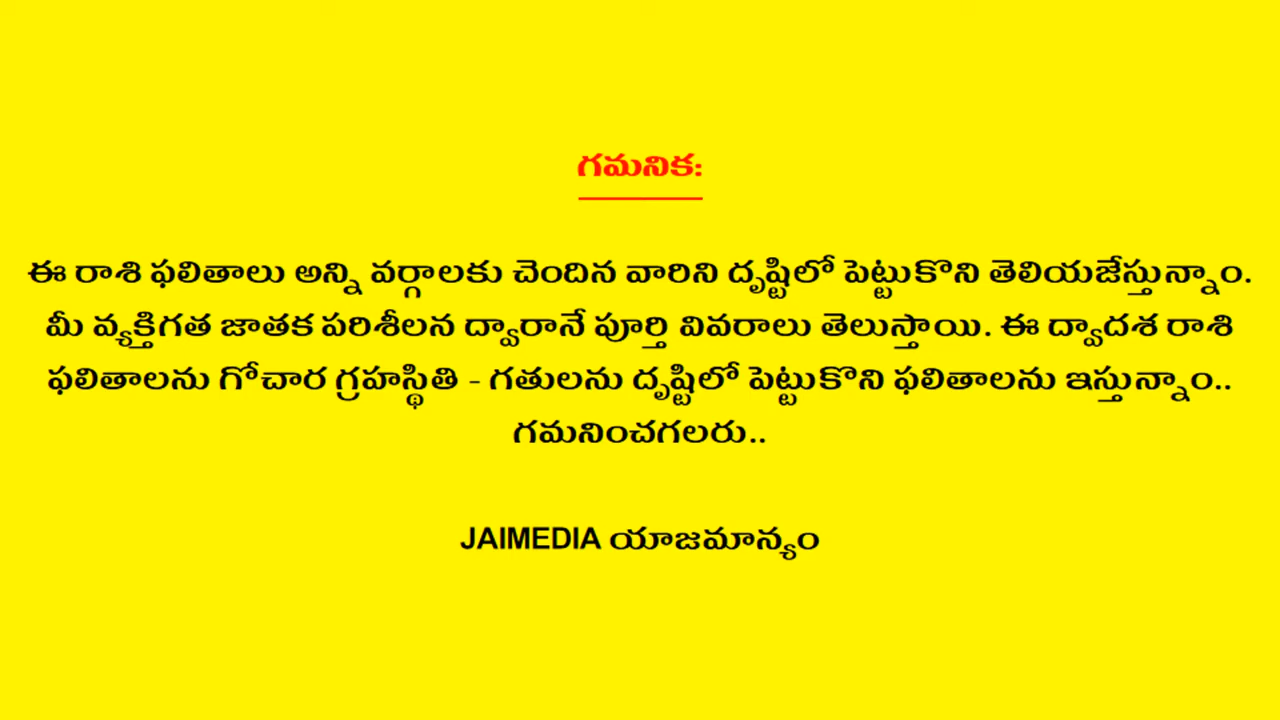 గమనిక:
ఈ రాశి ఫలితాలు అన్ని వర్గాలకు చెందిన వారిని దృష్టిలో పెట్టుకొని తెలియజేస్తున్నాం.
మీ వ్యక్తిగత జాతక పరిశీలన ద్వారానే పూర్తి వివరాలు తెలుస్తాయి. ఈ ద్వాదశ రాశి
ఫలితాలను గోచార గ్రహస్థితి - గతులను దృష్టిలో పెట్టుకొని ఫలితాలను ఇస్తున్నాం..
గమనించగలరు..
JAIMEDIA యాజమాన్యం